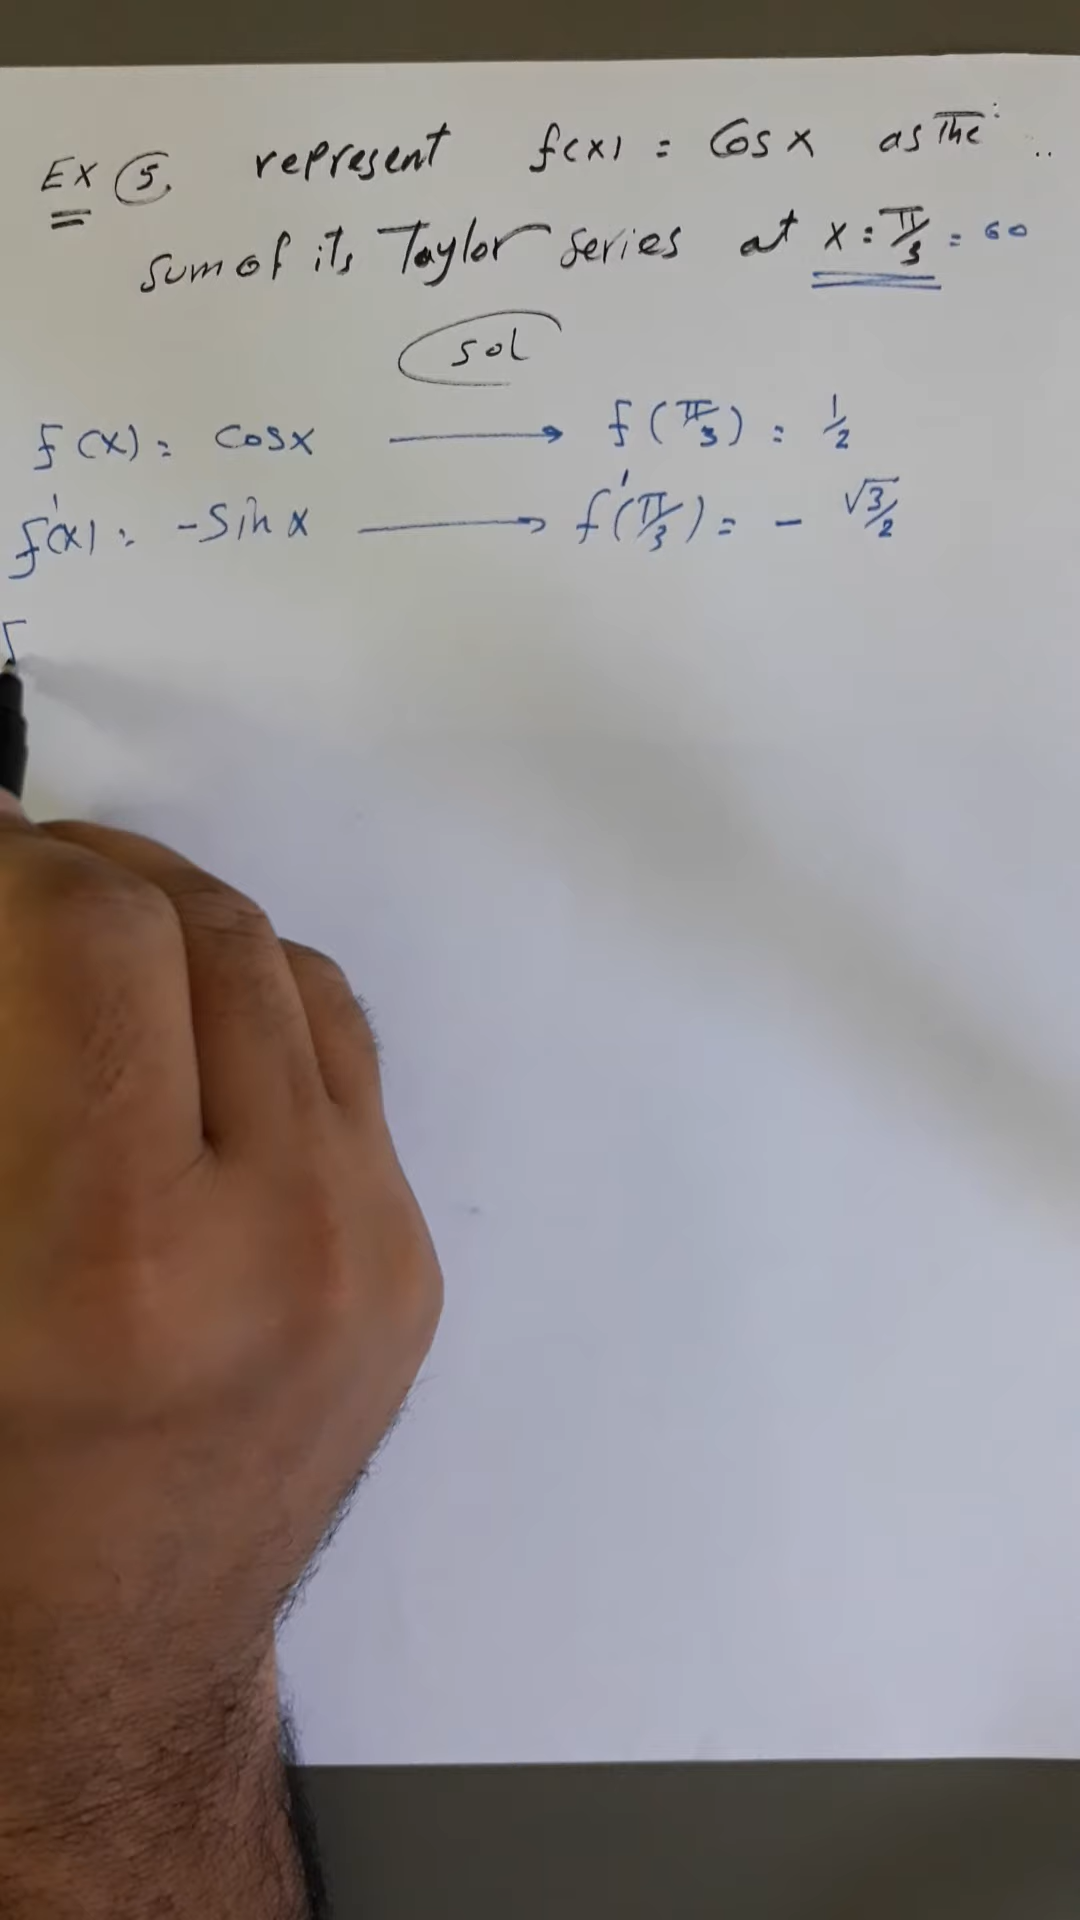 EX 5. represent f(x) = Cos x as the ..
sum of its Taylor series at x = π/3 = 60
sol
f(x) = cosx → f(π/3) = 1/2
f'(x) = -Sin x → f'(π/3) = - √3/2